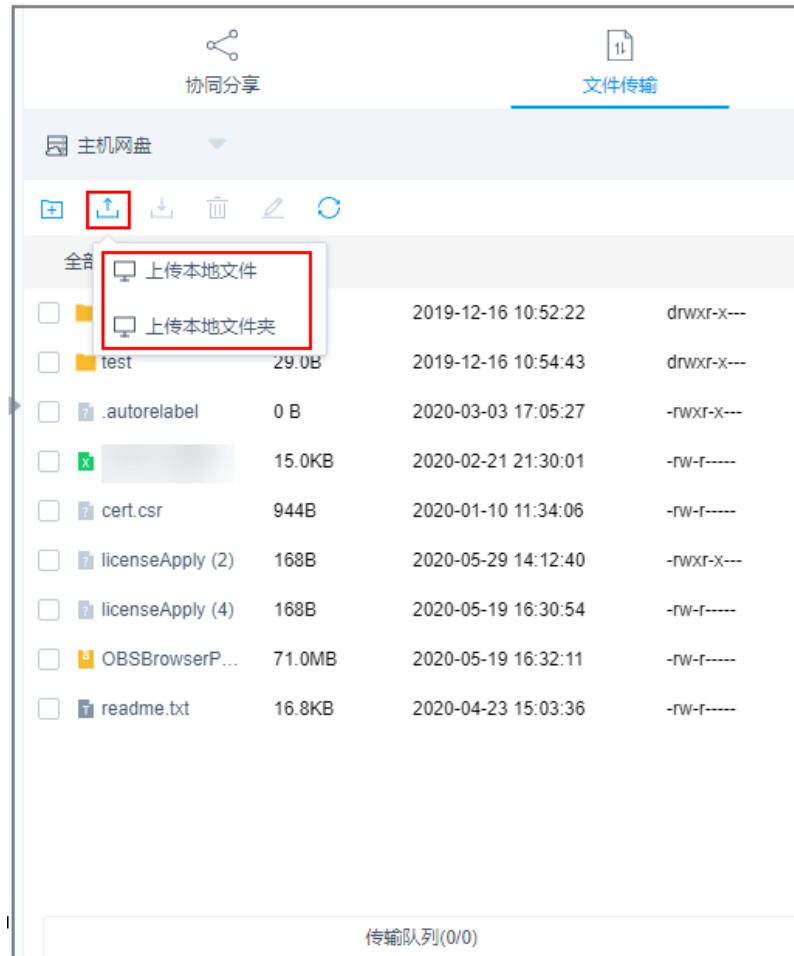 协同分享 文件传输
主机网盘
全部
上传本地文件
上传本地文件夹
2019-12-16 10:52:22 drwxr-x---
test 29.0B 2019-12-16 10:54:43 drwxr-x---
.autorelabel 0 B 2020-03-03 17:05:27 -rwxr-x---
15.0KB 2020-02-21 21:30:01 -rw-r-----
cert.csr 944B 2020-01-10 11:34:06 -rw-r-----
licenseApply (2) 168B 2020-05-29 14:12:40 -rwxr-x---
licenseApply (4) 168B 2020-05-19 16:30:54 -rw-r-----
OBSBrowserP... 71.0MB 2020-05-19 16:32:11 -rw-r-----
readme.txt 16.8KB 2020-04-23 15:03:36 -rw-r-----
传输队列(0/0)